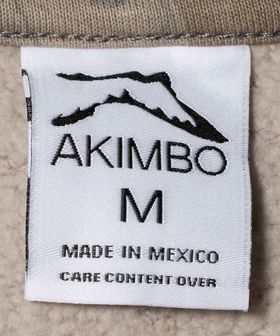 AKIMBO
M
MADE IN MEXICO
CARE CONTENT OVER